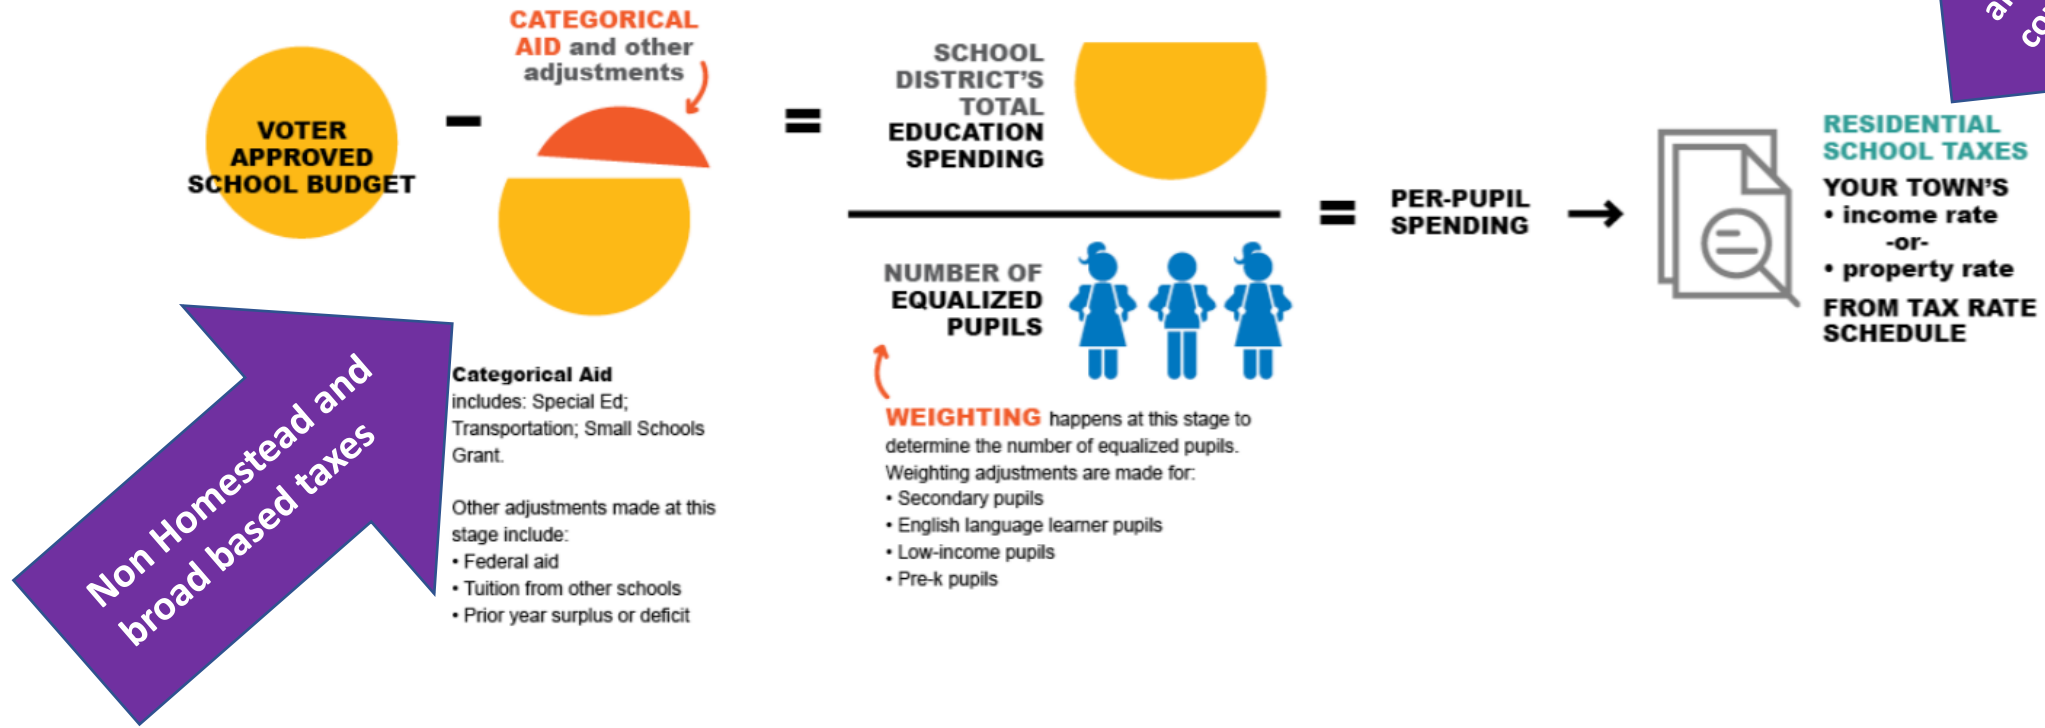 CATEGORICAL
AID and other
adjustments
VOTER
APPROVED
SCHOOL BUDGET
SCHOOL
DISTRICT'S
TOTAL
EDUCATION
SPENDING
NUMBER OF
EQUALIZED
PUPILS
PER-PUPIL
SPENDING
RESIDENTIAL
SCHOOL TAXES
YOUR TOWN'S
• income rate
-or-
• property rate
FROM TAX RATE
SCHEDULE
Non Homestead and
broad based taxes
Categorical Aid
includes: Special Ed;
Transportation; Small Schools
Grant.
Other adjustments made at this
stage include:
• Federal aid
• Tuition from other schools
• Prior year surplus or deficit
WEIGHTING happens at this stage to
determine the number of equalized pupils.
Weighting adjustments are made for:
• Secondary pupils
• English language learner pupils
• Low-income pupils
• Pre-k pupils